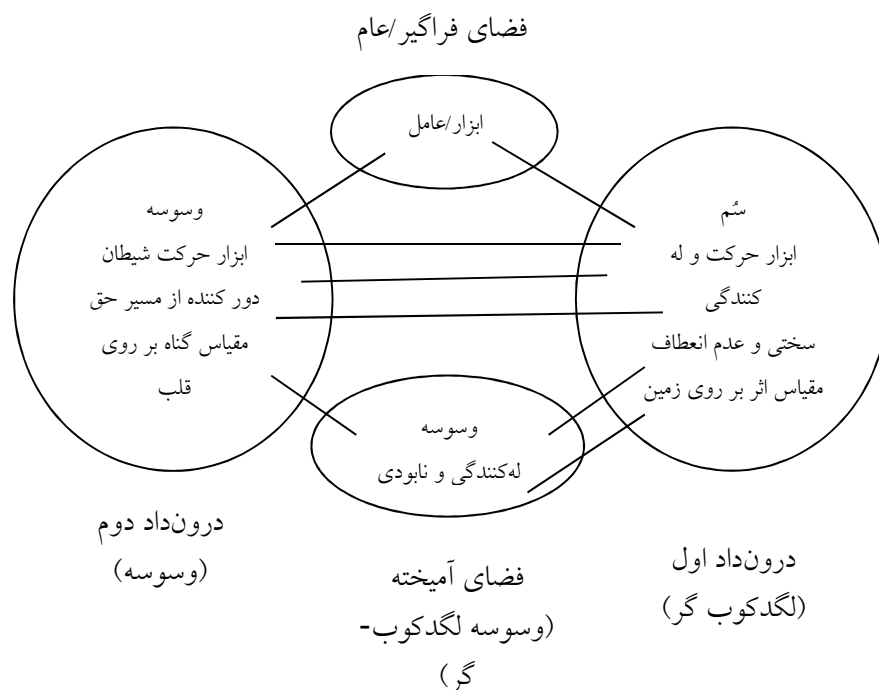 فضای فراگیر/عام
ابزار/عامل
سُم
ابزار حرکت و له
کنندگی
سختی و عدم انعطاف
مقیاس اثر بر روی زمین
وسوسه
ابزار حرکت شیطان
دور کننده از مسیر حق
مقیاس گناه بر روی
قلب
وسوسه
له‌کنندگی و نابودی
درون‌داد اول
(لگدکوب گر)
فضای آمیخته
(وسوسه لگدکوب-
گر)
درون‌داد دوم
(وسوسه)